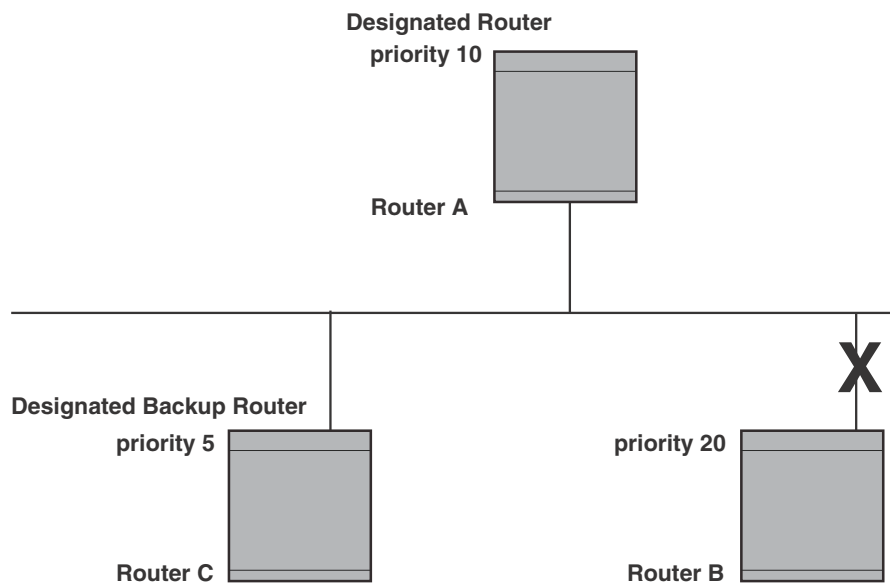 Designated Router
priority 10
Router A
X
Designated Backup Router
priority 5
priority 20
Router C
Router B